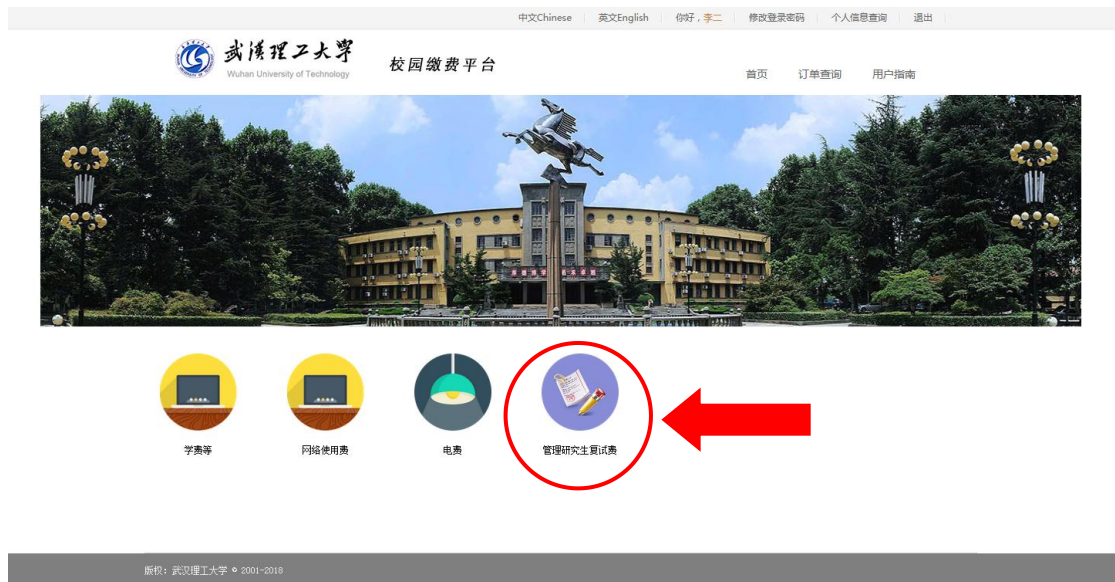 中文Chinese 英文English 你好，李二 修改登录密码 个人信息查询 退出
武汉理工大学
Wuhan University of Technology
校园缴费平台
首页 订单查询 用户指南
学费等 网络使用费 电费 管理研究生复试费
版权：武汉理工大学 © 2001-2018